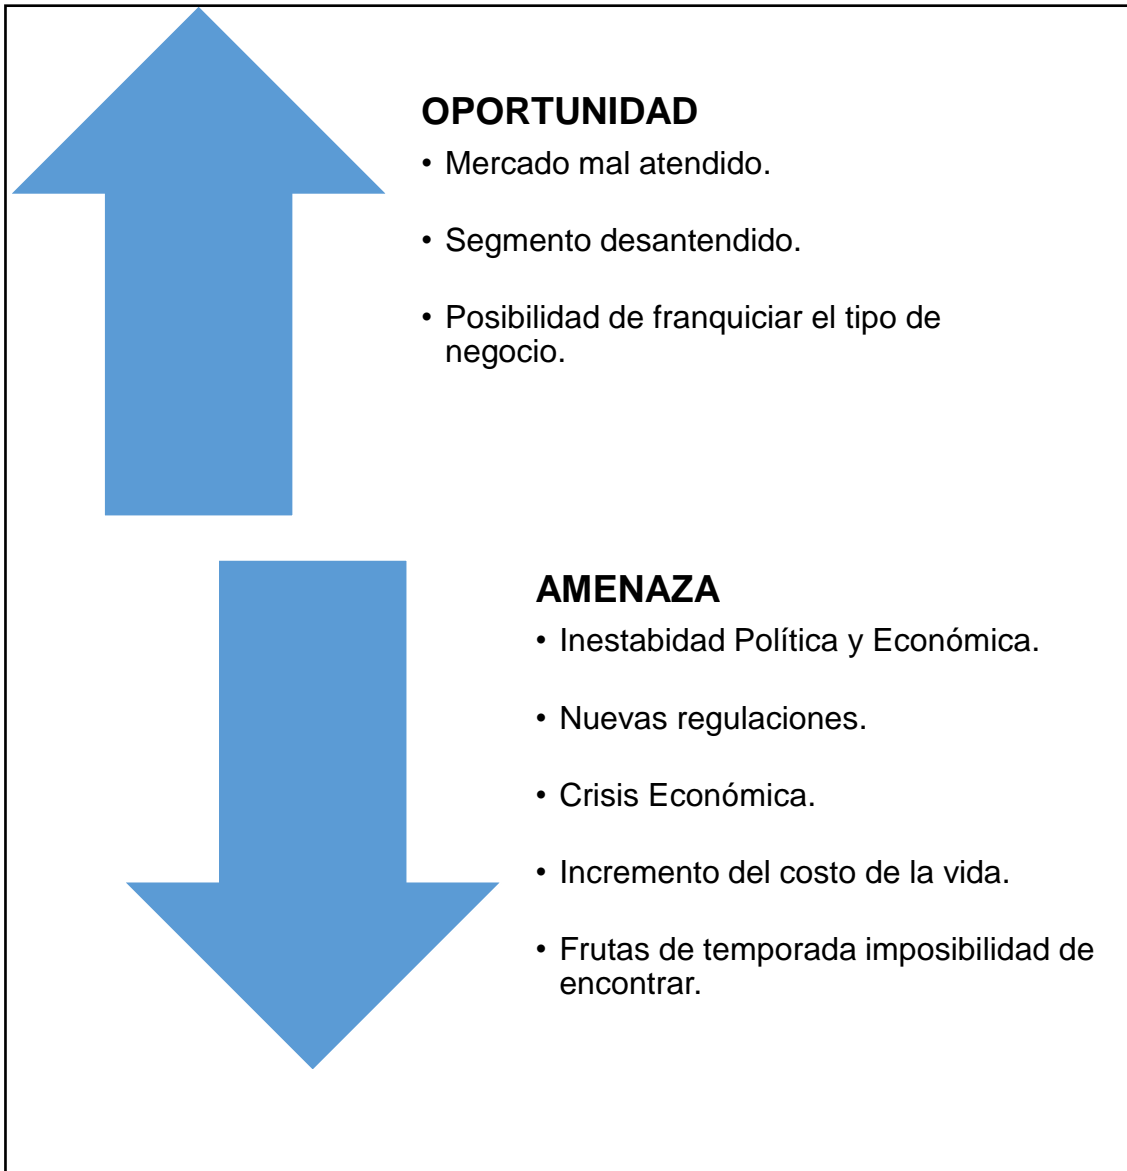 OPORTUNIDAD
• Mercado mal atendido.
• Segmento desantendido.
• Posibilidad de franquiciar el tipo de
negocio.
AMENAZA
• Inestabidad Política y Económica.
• Nuevas regulaciones.
• Crisis Económica.
• Incremento del costo de la vida.
• Frutas de temporada imposibilidad de
encontrar.